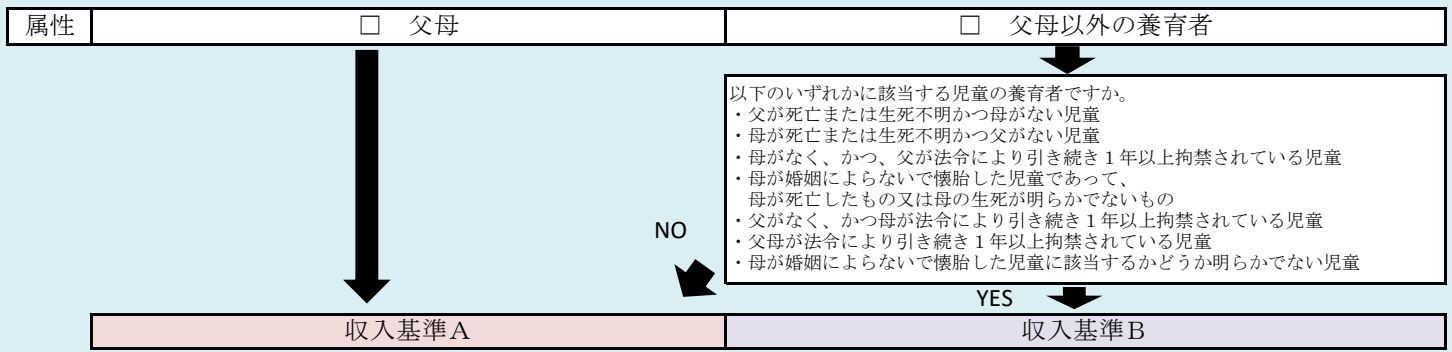 属性 □ 父母 □ 父母以外の養育者
以下のいずれかに該当する児童の養育者ですか。
・父が死亡または生死不明かつ母がない児童
・母が死亡または生死不明かつ父がない児童
・母がなく、かつ、父が法令により引き続き１年以上拘禁されている児童
・母が婚姻によらないで懐胎した児童であって、
母が死亡したもの又は母の生死が明らかでないもの
・父がなく、かつ母が法令により引き続き１年以上拘禁されている児童
・父母が法令により引き続き１年以上拘禁されている児童
・母が婚姻によらないで懐胎した児童に該当するかどうか明らかでない児童
NO
YES
収入基準Ａ 収入基準Ｂ